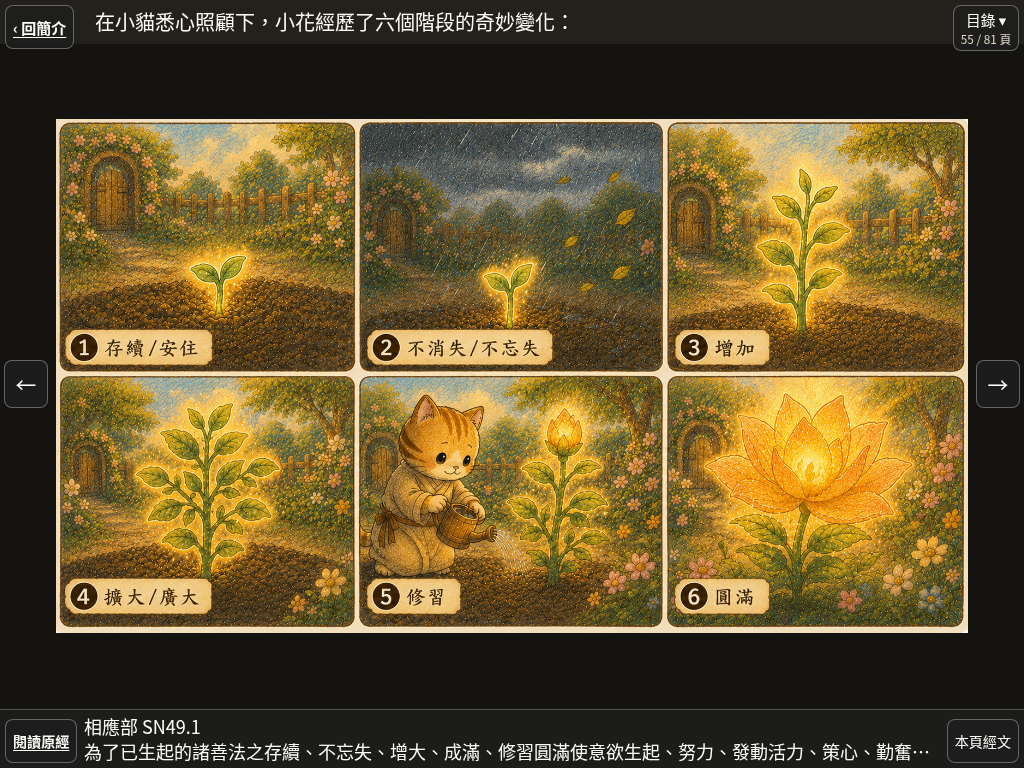 ‹ 回簡介
在小貓悉心照顧下，小花經歷了六個階段的奇妙變化：
目錄 ▾
55 / 81 頁
1 存續/安住
2 不消失/不忘失
3 增加
4 擴大/廣大
5 修習
6 圓滿
←
→
閱讀原經
相應部 SN49.1
為了已生起的諸善法之存續、不忘失、增大、成滿、修習圓滿使意欲生起、努力、發動活力、策心、勤奮⋯
本頁經文